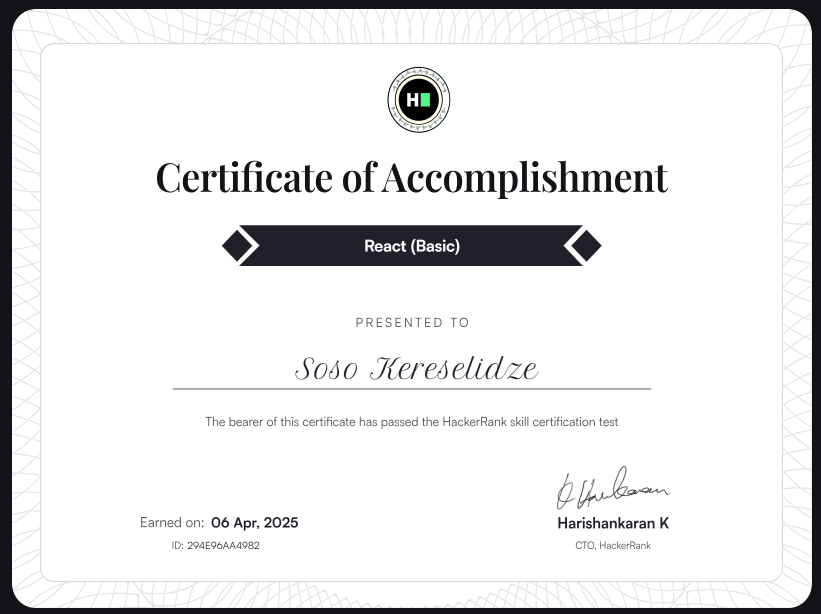 H
Certificate of Accomplishment
React (Basic)
PRESENTED TO
Soso Kereselidze
The bearer of this certificate has passed the HackerRank skill certification test
Earned on: 06 Apr, 2025
ID: 294E96AA4982
Harishankaran K
CTO, HackerRank